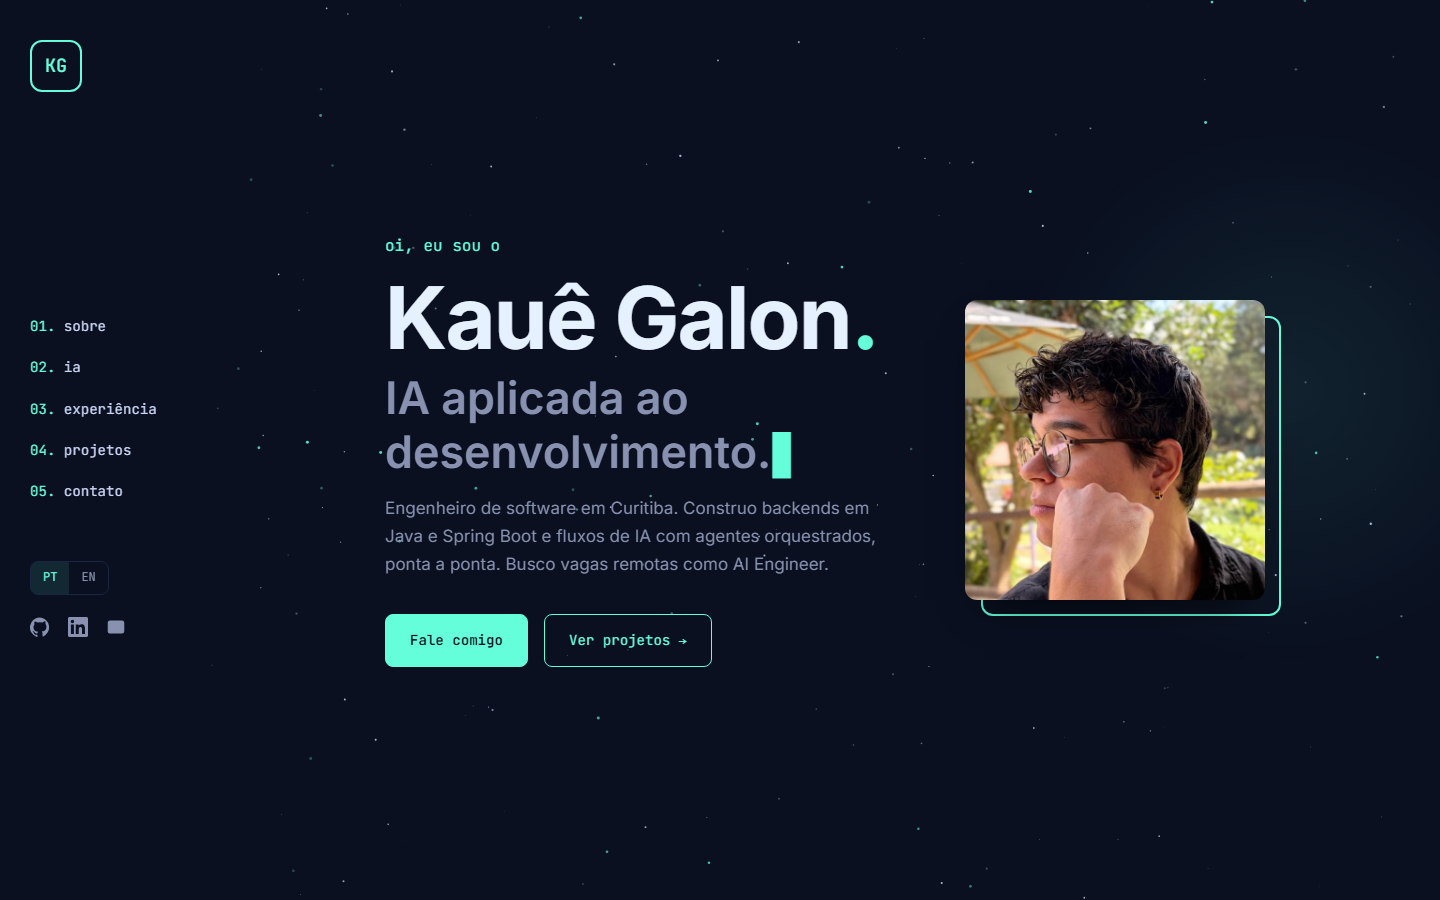 KG
01. sobre
02. ia
03. experiência
04. projetos
05. contato
PT EN
oi, eu sou o
Kauê Galon.
IA aplicada ao
desenvolvimento.
Engenheiro de software em Curitiba. Construo backends em
Java e Spring Boot e fluxos de IA com agentes orquestrados,
ponta a ponta. Busco vagas remotas como AI Engineer.
Fale comigo
Ver projetos →